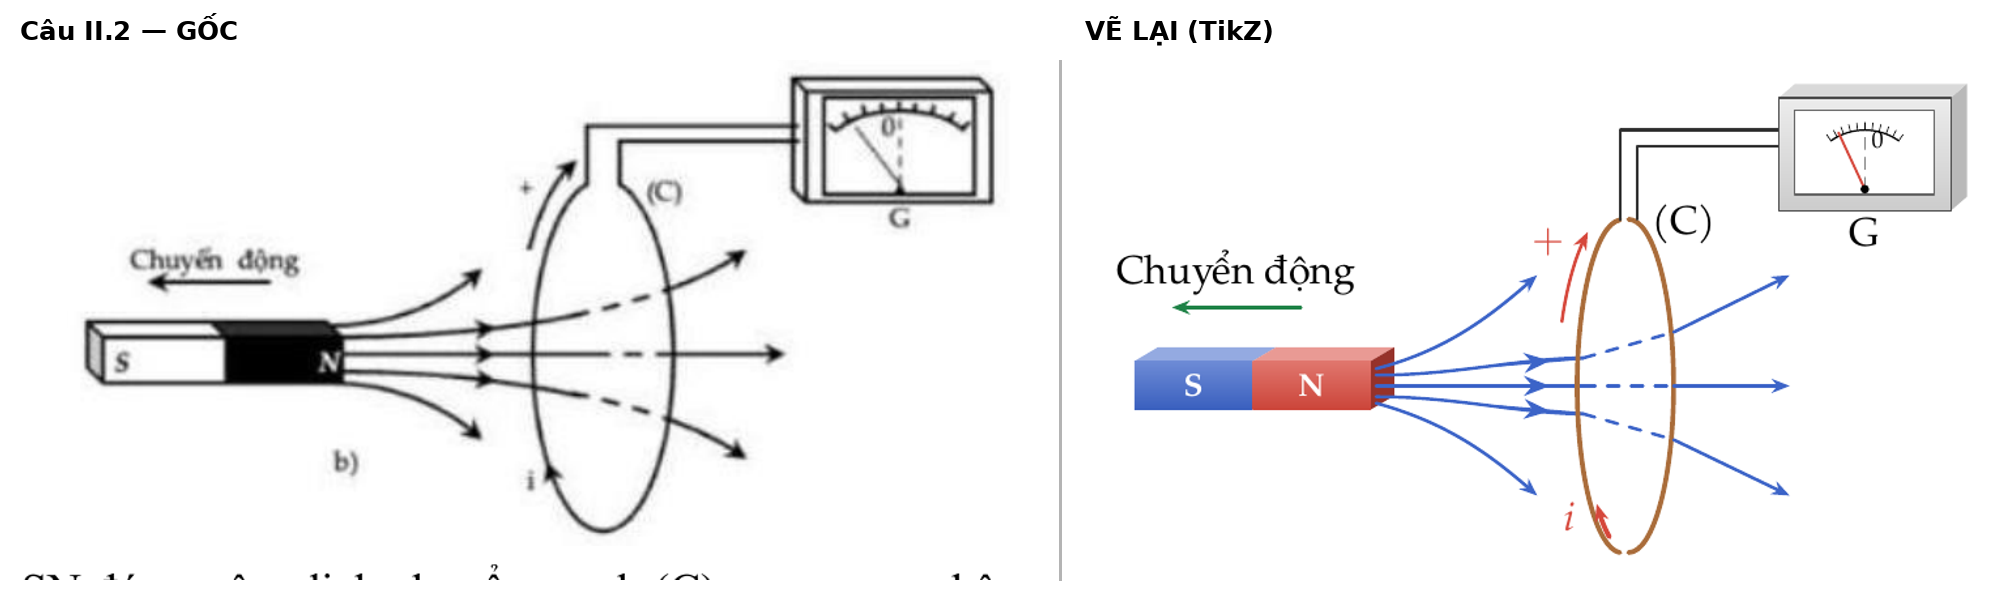 Câu II.2 — GỐC
0
+
(C)
G
Chuyển động
S
N
b)
i
VẼ LẠI (TikZ)
0
(C)
G
+
Chuyển động
S
N
i